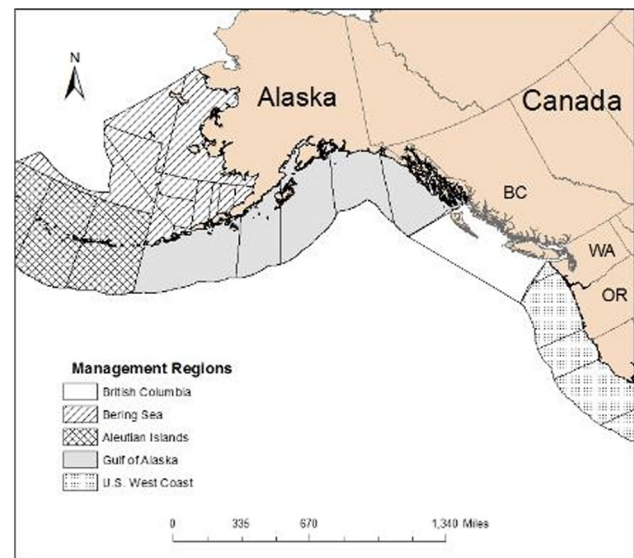 N
Alaska
Canada
BC
WA
OR
Management Regions
British Columbia
Bering Sea
Aleutian Islands
Gulf of Alaska
U.S. West Coast
0 335 670 1,340 Miles